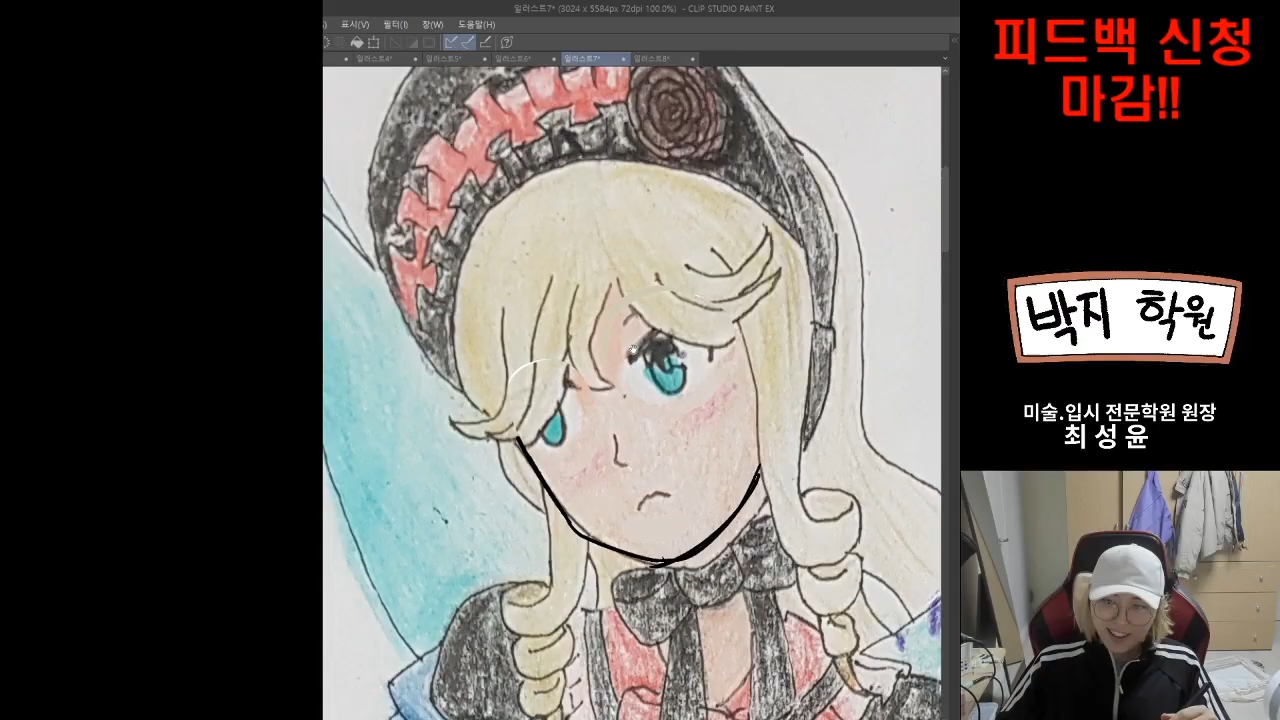 일러스트7* (3024 x 5584px 72dpi 100.0%) - CLIP STUDIO PAINT EX
표시(V) 필터(I) 창(W) 도움말(H)
일러스트4* 일러스트5* 일러스트6* 일러스트7* 일러스트8*
피드백 신청
마감!!
박지 학원
미술.입시 전문학원 원장
최성윤